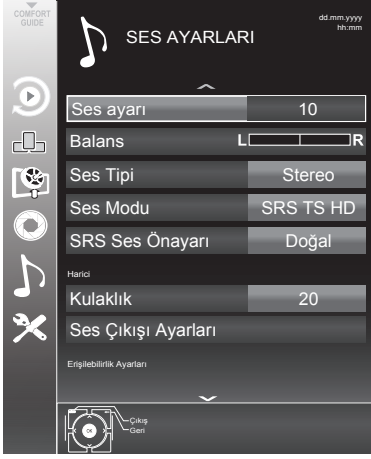 COMFORT
GUIDE
SES AYARLARI
dd.mm.yyyy
hh:mm
Ses ayarı 10
Balans L R
Ses Tipi Stereo
Ses Modu SRS TS HD
SRS Ses Önayarı Doğal
Harici
Kulaklık 20
Ses Çıkışı Ayarları
Erişilebilirlik Ayarları
Çıkış
Geri
OK